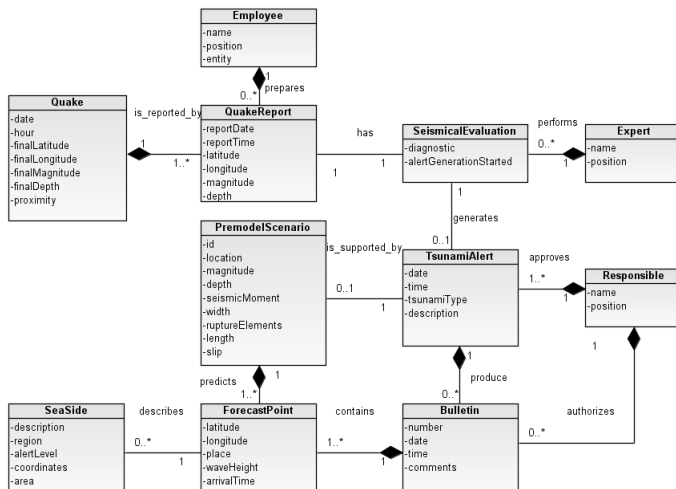 Employee
-name
-position
-entity
1
prepares
0..*
Quake
-date
-hour
-finalLatitude
-finalLongitude
-finalMagnitude
-finalDepth
-proximity
is_reported_by
1
1..*
QuakeReport
-reportDate
-reportTime
-latitude
-longitude
-magnitude
-depth
has
1
1
SeismicalEvaluation
-diagnostic
-alertGenerationStarted
performs
0..*
1
Expert
-name
-position
1
generates
0..1
PremodelScenario
-id
-location
-magnitude
-depth
-seismicMoment
-width
-ruptureElements
-length
-slip
is_supported_by
0..1
1
TsunamiAlert
-date
-time
-tsunamiType
-description
approves
1..*
1
Responsible
-name
-position
1
predicts
1
1..*
1
produce
0..*
authorizes
0..*
SeaSide
-description
-region
-alertLevel
-coordinates
-area
describes
0..*
1
ForecastPoint
-latitude
-longitude
-place
-waveHeight
-arrivalTime
contains
1..*
1
Bulletin
-number
-date
-time
-comments